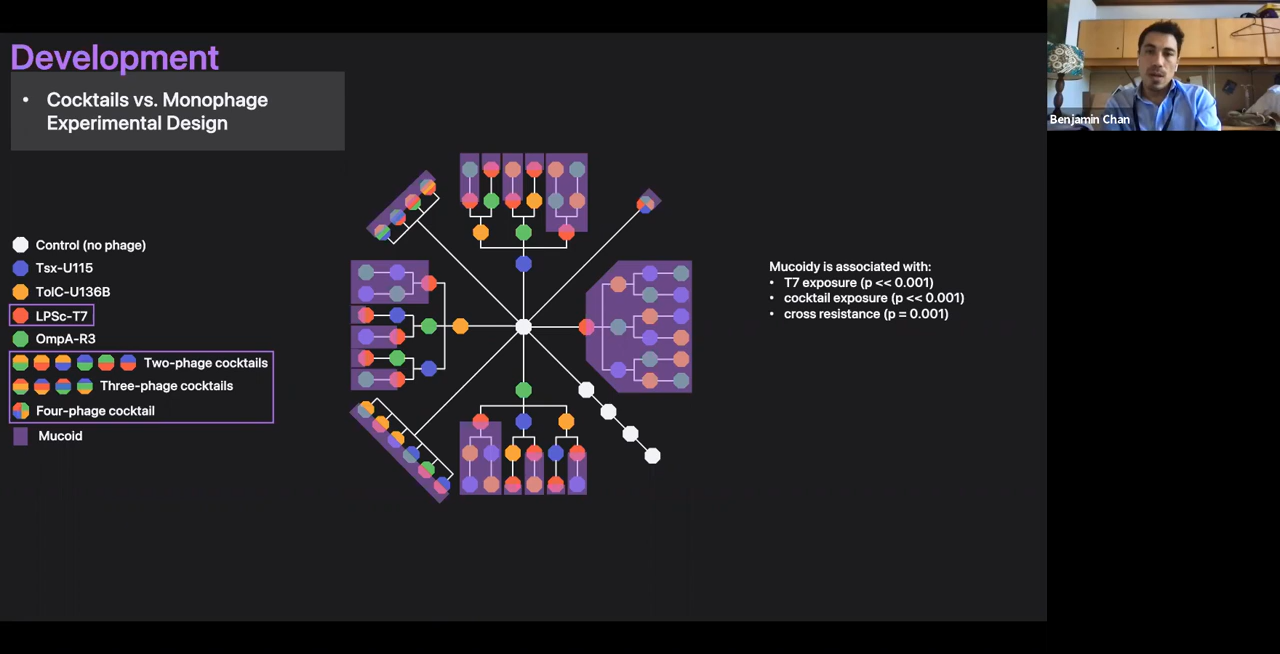 Development
• Cocktails vs. Monophage
Experimental Design
Control (no phage)
Tsx-U115
TolC-U136B
LPSc-T7
OmpA-R3
Two-phage cocktails
Three-phage cocktails
Four-phage cocktail
Mucoid
Mucoidy is associated with:
• T7 exposure (p << 0.001)
• cocktail exposure (p << 0.001)
• cross resistance (p = 0.001)
Benjamin Chan